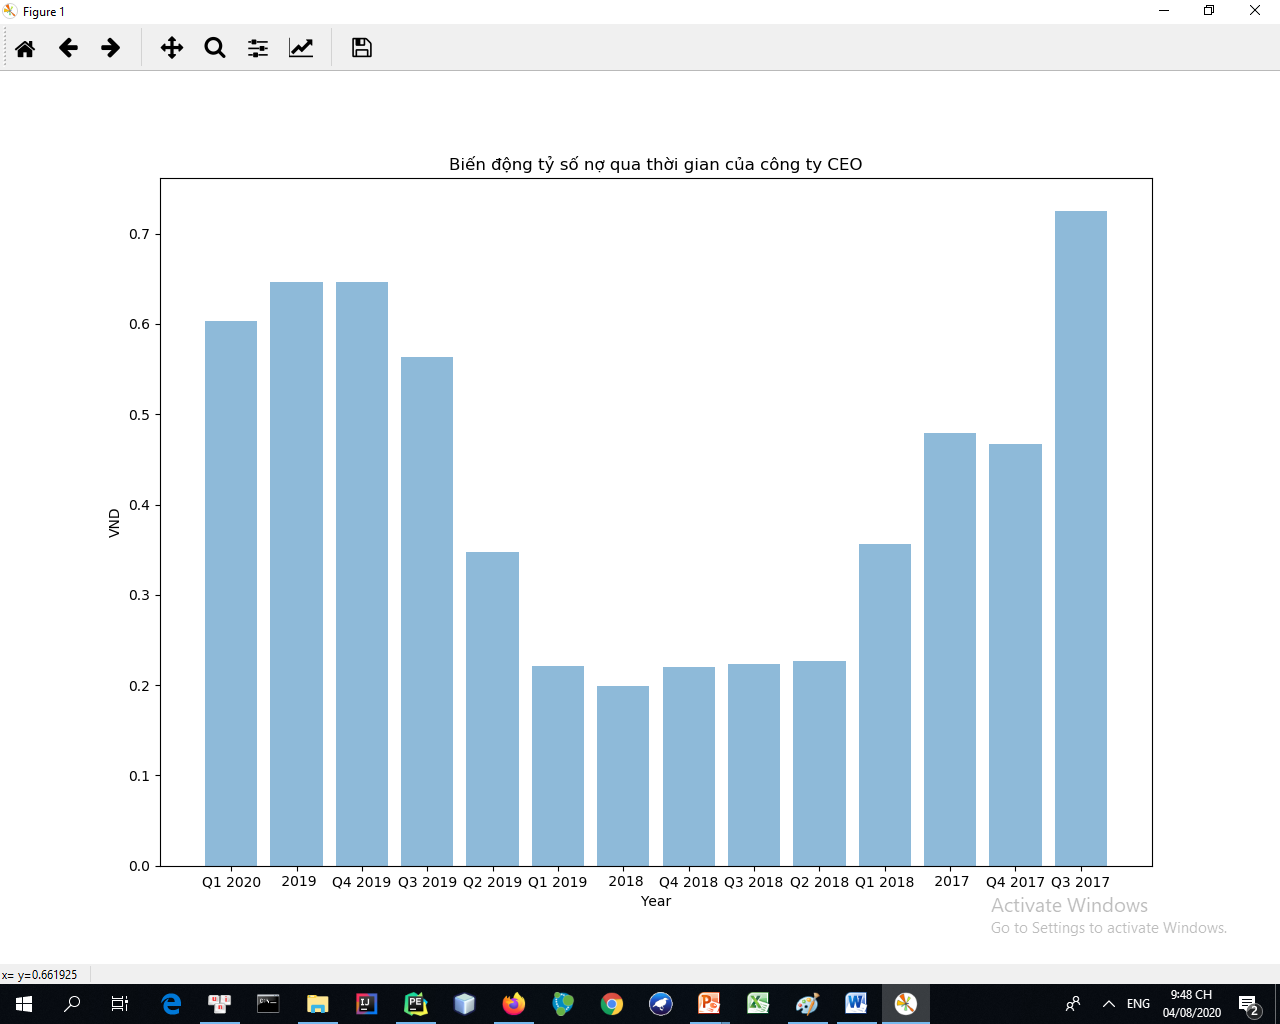 Figure 1
Biến động tỷ số nợ qua thời gian của công ty CEO
VND
0.7
0.6
0.5
0.4
0.3
0.2
0.1
0.0
Q1 2020 2019 Q4 2019 Q3 2019 Q2 2019 Q1 2019 2018 Q4 2018 Q3 2018 Q2 2018 Q1 2018 2017 Q4 2017 Q3 2017
Year
Activate Windows
Go to Settings to activate Windows.
x= y=0.661925
ENG
9:48 CH
04/08/2020
2